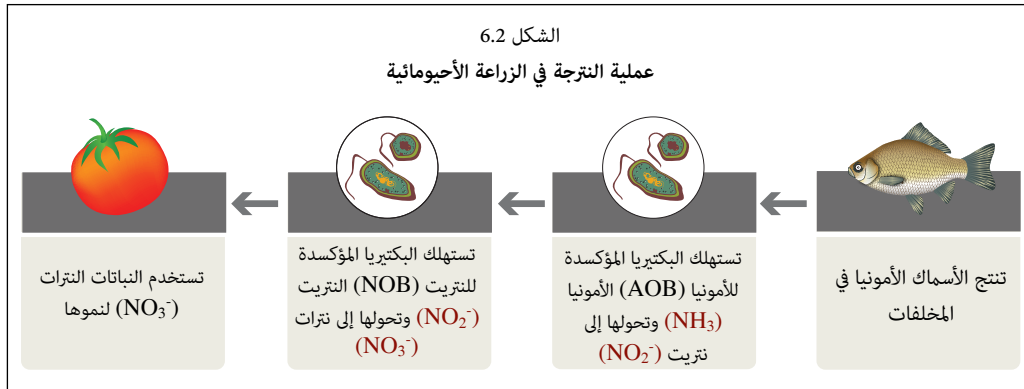 الشكل 6.2
عملية النترجة في الزراعة الأحيومائية
تنتج الأسماك الأمونيا في
المخلفات
تستهلك البكتيريا المؤكسدة
للأمونيا (AOB) الأمونيا
(NH₃) وتحولها إلى
نتريت (NO₂⁻)
تستهلك البكتيريا المؤكسدة
للنتريت (NOB) النتريت
(NO₂⁻) وتحولها إلى نترات
(NO₃⁻)
تستخدم النباتات النترات
(NO₃⁻) لنموها